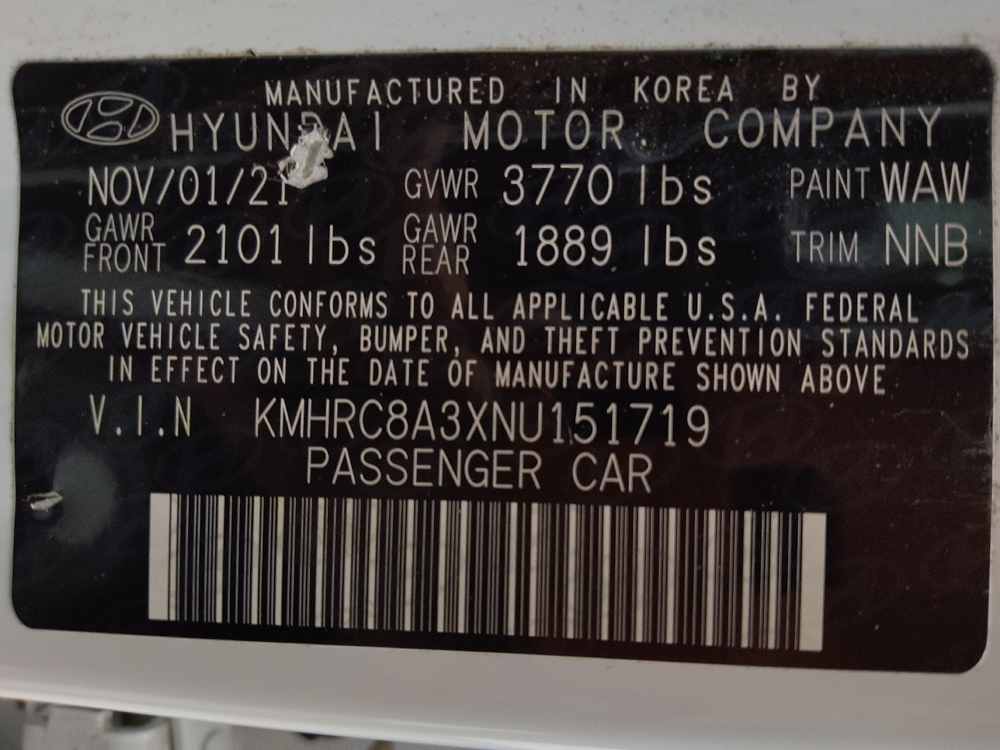 MANUFACTURED IN KOREA BY
HYUNDAI MOTOR COMPANY
NOV/01/21 GVWR 3770 lbs PAINT WAW
GAWR FRONT 2101 lbs GAWR REAR 1889 lbs TRIM NNB
THIS VEHICLE CONFORMS TO ALL APPLICABLE U.S.A. FEDERAL
MOTOR VEHICLE SAFETY, BUMPER, AND THEFT PREVENTION STANDARDS
IN EFFECT ON THE DATE OF MANUFACTURE SHOWN ABOVE
V.I.N KMHRC8A3XNU151719
PASSENGER CAR